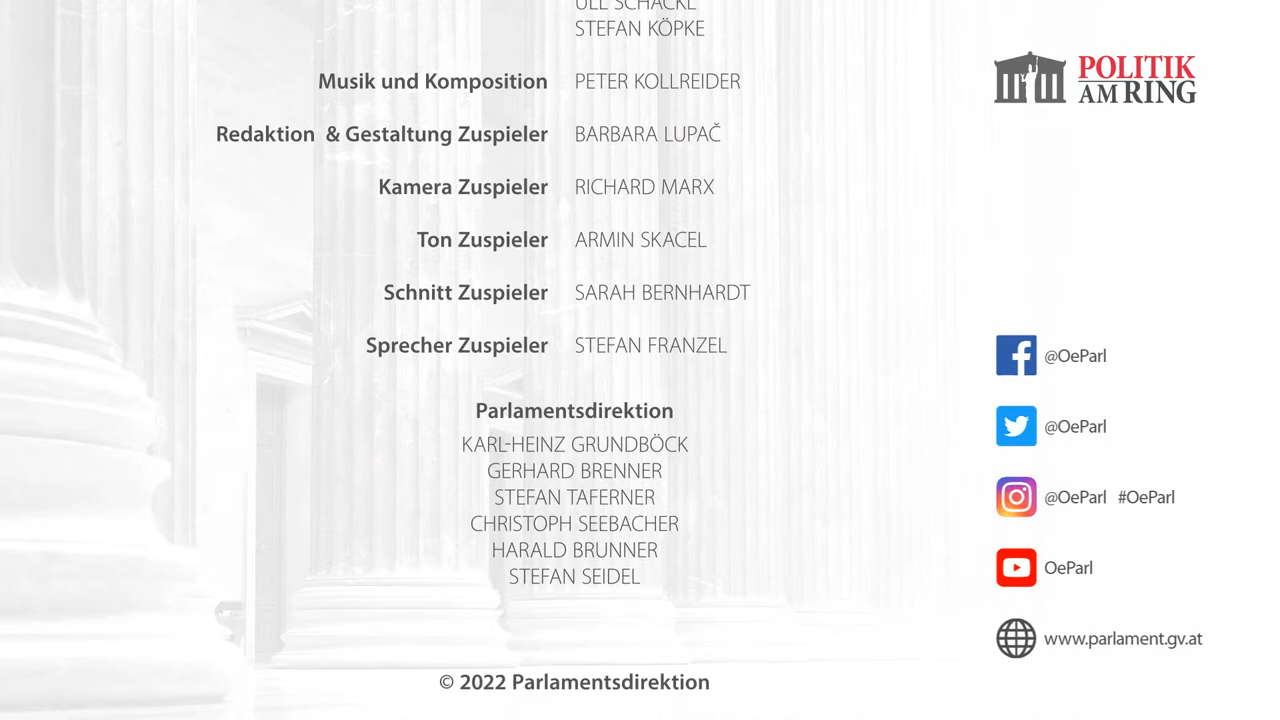 STEFAN KÖPKE
Musik und Komposition PETER KOLLREIDER
Redaktion & Gestaltung Zuspieler BARBARA LUPAČ
Kamera Zuspieler RICHARD MARX
Ton Zuspieler ARMIN SKACEL
Schnitt Zuspieler SARAH BERNHARDT
Sprecher Zuspieler STEFAN FRANZEL
Parlamentsdirektion
KARL-HEINZ GRUNDBÖCK
GERHARD BRENNER
STEFAN TAFERNER
CHRISTOPH SEEBACHER
HARALD BRUNNER
STEFAN SEIDEL
© 2022 Parlamentsdirektion
POLITIK
AM RING
@OeParl
@OeParl
@OeParl #OeParl
OeParl
www.parlament.gv.at